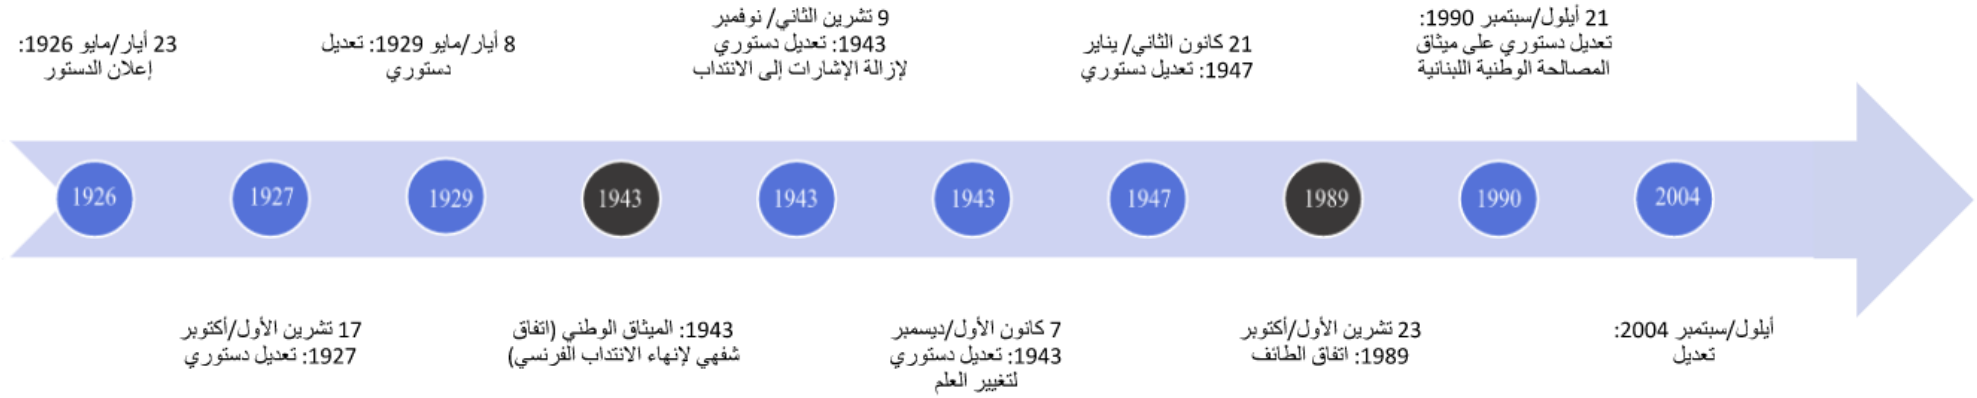 23 أيار/مايو 1926:
إعلان الدستور
8 أيار/مايو 1929: تعديل
دستوري
9 تشرين الثاني/ نوفمبر
1943: تعديل دستوري
لإزالة الإشارات إلى الانتداب
21 كانون الثاني/ يناير
1947: تعديل دستوري
21 أيلول/سبتمبر 1990:
تعديل دستوري على ميثاق
المصالحة الوطنية اللبنانية
1926
1927
1929
1943
1943
1943
1947
1989
1990
2004
17 تشرين الأول/أكتوبر
1927: تعديل دستوري
1943: الميثاق الوطني (اتفاق
شفهي لإنهاء الانتداب الفرنسي)
7 كانون الأول/ديسمبر
1943: تعديل دستوري
لتغيير العلم
23 تشرين الأول/أكتوبر
1989: اتفاق الطائف
أيلول/سبتمبر 2004:
تعديل